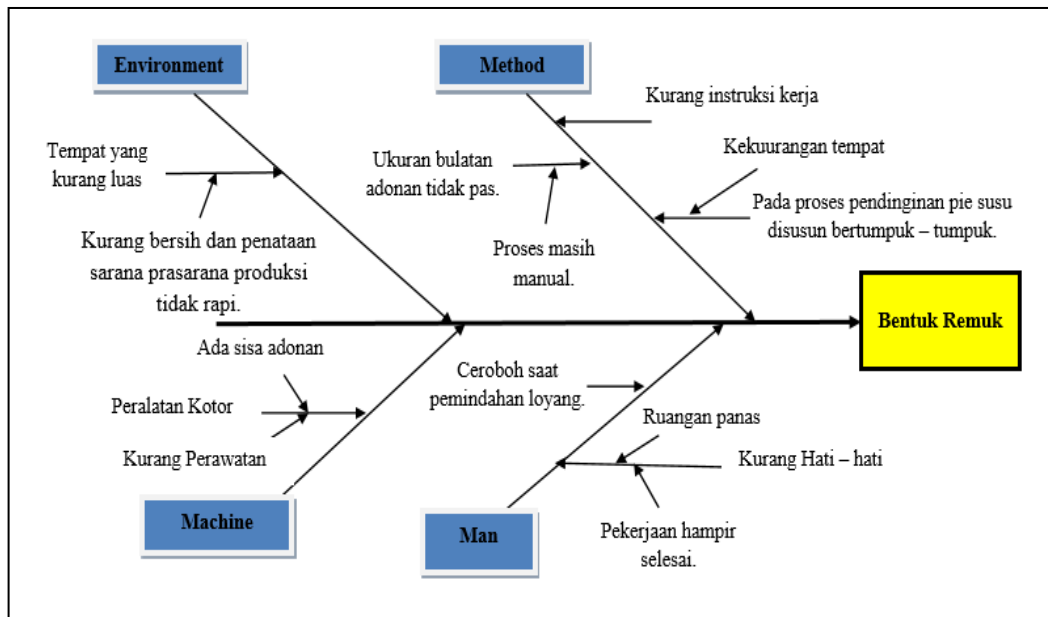 Environment
Method
Kurang instruksi kerja
Tempat yang
kurang luas
Ukuran bulatan
adonan tidak pas.
Kekuurangan tempat
Pada proses pendinginan pie susu
disusun bertumpuk – tumpuk.
Kurang bersih dan penataan
sarana prasarana produksi
tidak rapi.
Proses masih
manual.
Bentuk Remuk
Ada sisa adonan
Peralatan Kotor
Kurang Perawatan
Machine
Ceroboh saat
pemindahan loyang.
Ruangan panas
Kurang Hati – hati
Pekerjaan hampir
selesai.
Man